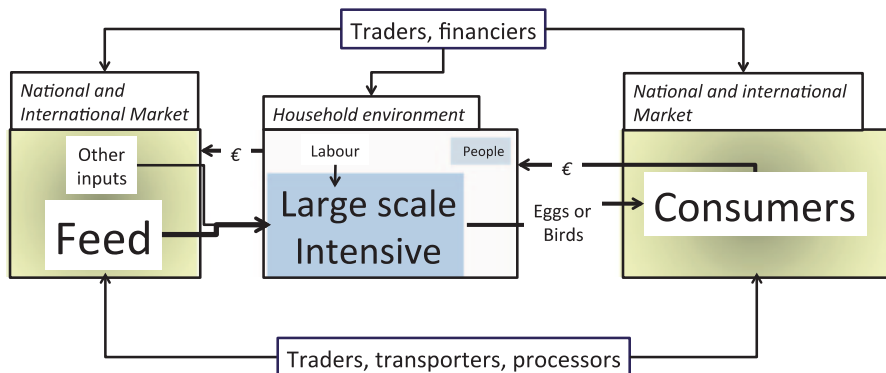 Traders, financiers
National and
International Market
Household environment
National and international
Market
Other
inputs
€
Labour
People
€
Feed
Large scale
Intensive
Eggs or
Birds
Consumers
Traders, transporters, processors